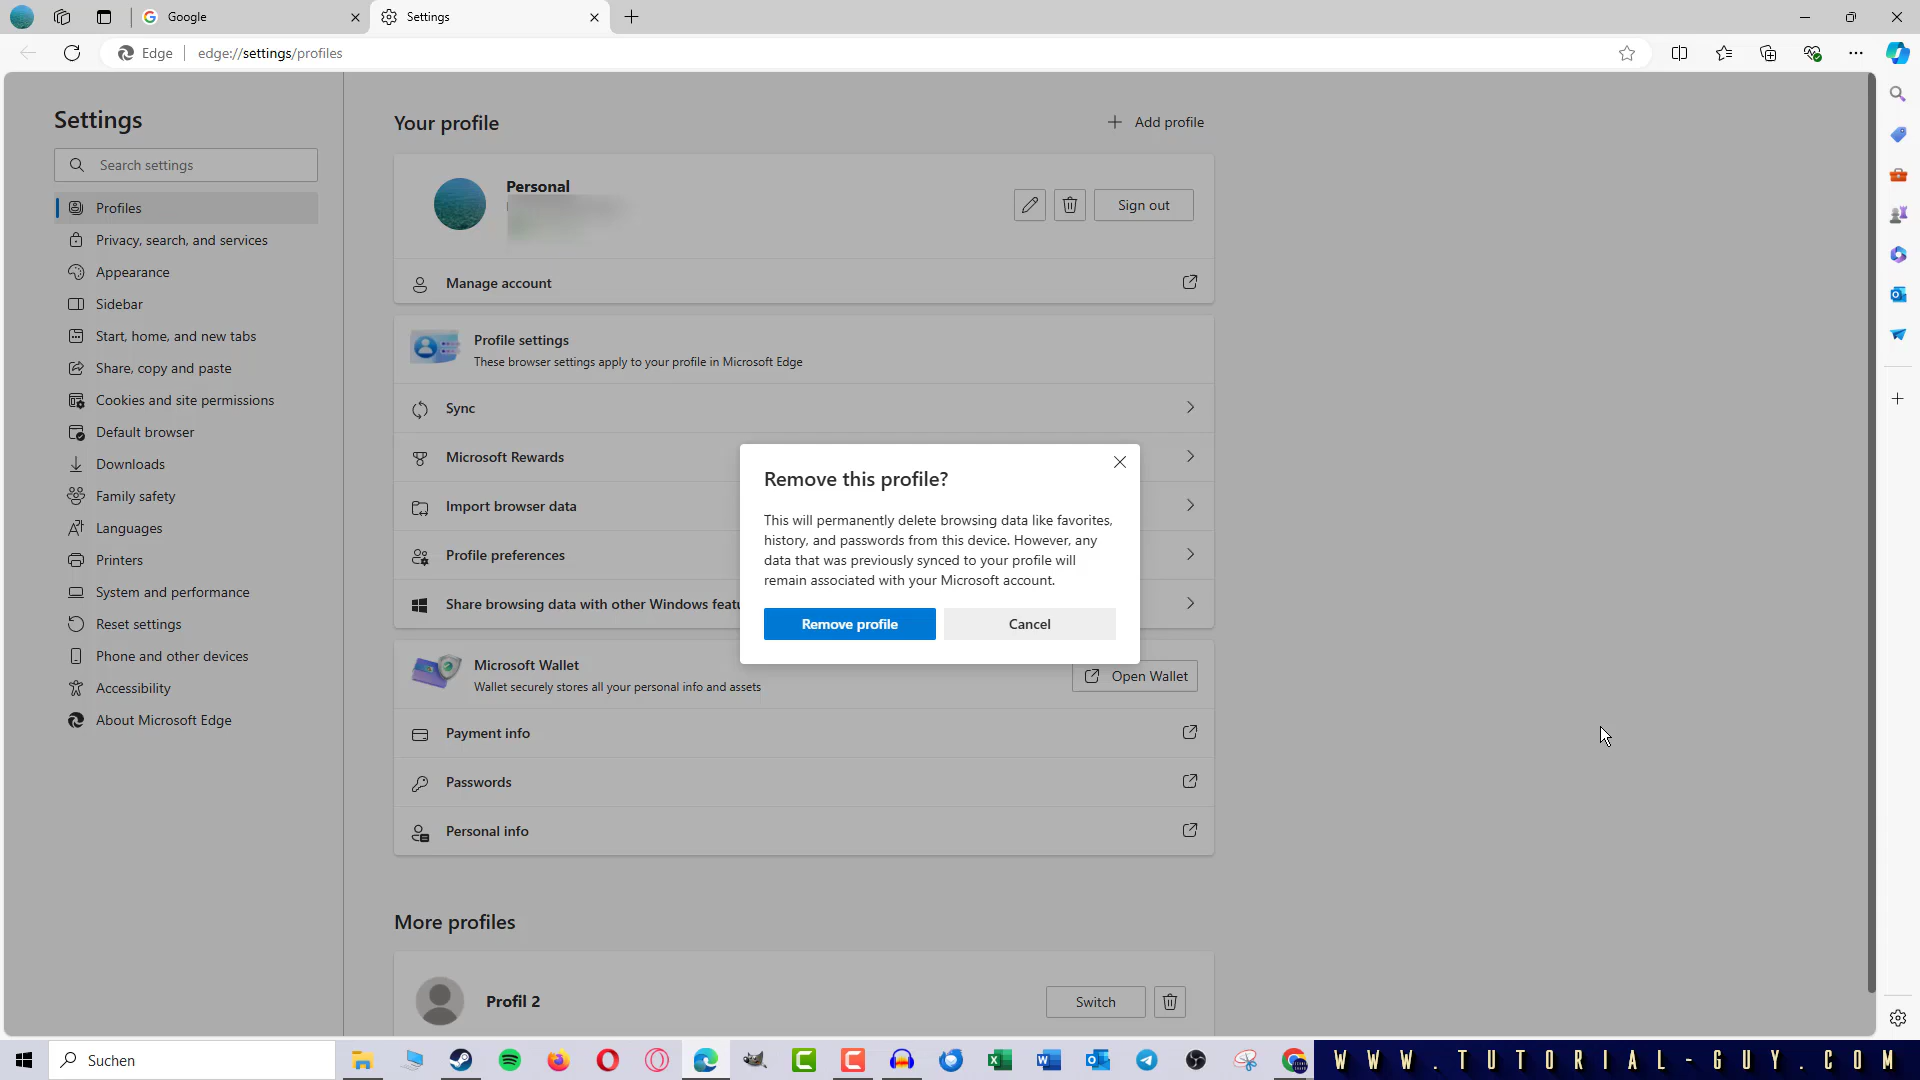 Google
Settings
Edge
edge://settings/profiles
Settings
Search settings
Profiles
Privacy, search, and services
Appearance
Sidebar
Start, home, and new tabs
Share, copy and paste
Cookies and site permissions
Default browser
Downloads
Family safety
Languages
Printers
System and performance
Reset settings
Phone and other devices
Accessibility
About Microsoft Edge
Your profile
Add profile
Personal
Sign out
Manage account
Profile settings
These browser settings apply to your profile in Microsoft Edge
Sync
Microsoft Rewards
Import browser data
Profile preferences
Share browsing data with other Windows
Remove this profile?
This will permanently delete browsing data like favorites,
history, and passwords from this device. However, any
data that was previously synced to your profile will
remain associated with your Microsoft account.
Remove profile
Cancel
Microsoft Wallet
Wallet securely stores all your personal info and assets
Open Wallet
Payment info
Passwords
Personal info
More profiles
Profil 2
Switch
Suchen
WWW.TUTORIAL-GUY.COM